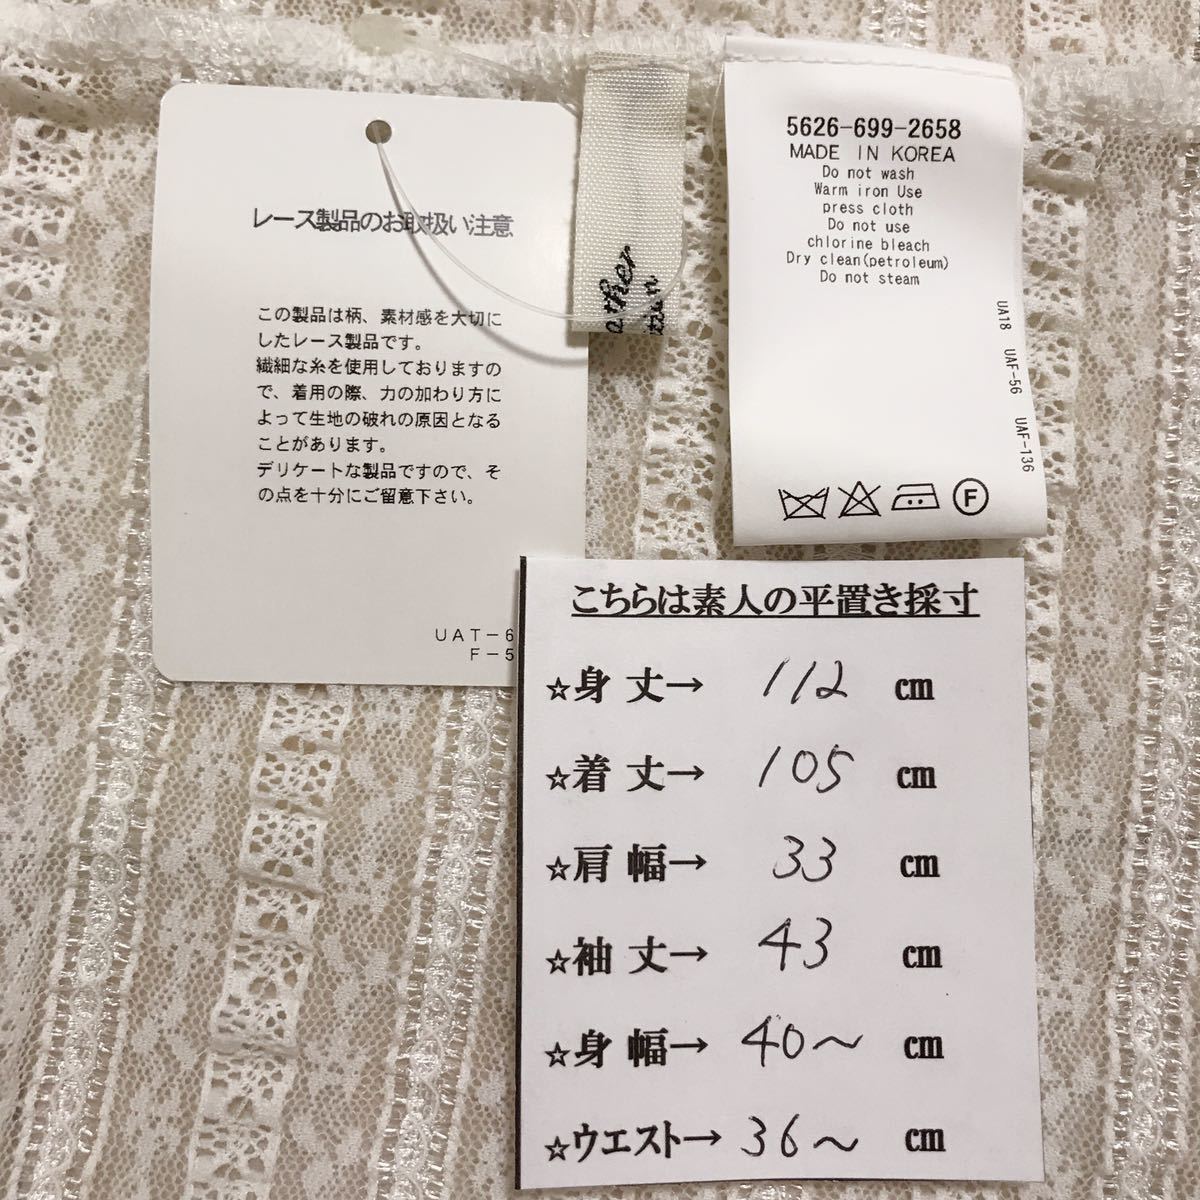 レース製品のお取扱い注意
この製品は柄、素材感を大切に
したレース製品です。
繊細な糸を使用しておりますの
で、着用の際、力の加わり方に
よって生地の破れの原因となる
ことがあります。
デリケートな製品ですので、そ
の点を十分にご留意下さい。
UAT-6
F-5
5626-699-2658
MADE IN KOREA
Do not wash
Warm iron Use
press cloth
Do not use
chlorine bleach
Dry clean(petroleum)
Do not steam
UA18 UAF-56 UAF-136
F
こちらは素人の平置き採寸
☆身 丈→ 112 cm
☆着 丈→ 105 cm
☆肩 幅→ 33 cm
☆袖 丈→ 43 cm
☆身 幅→ 40~ cm
☆ウエスト→ 36~ cm